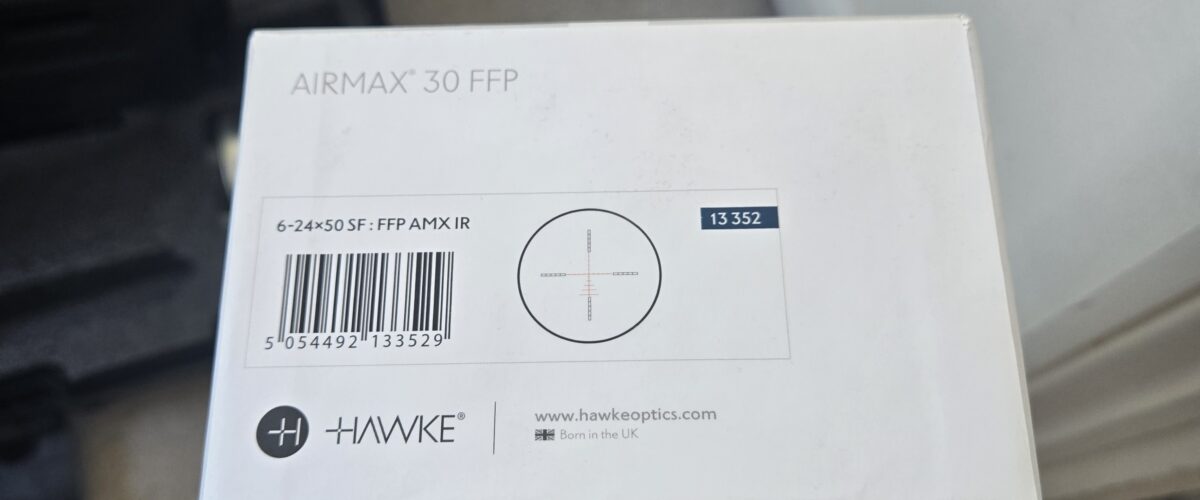 AIRMAX® 30 FFP
6-24×50 SF : FFP AMX IR
13 352
5 054492 133529
H HAWKE®
www.hawkeoptics.com
Born in the UK